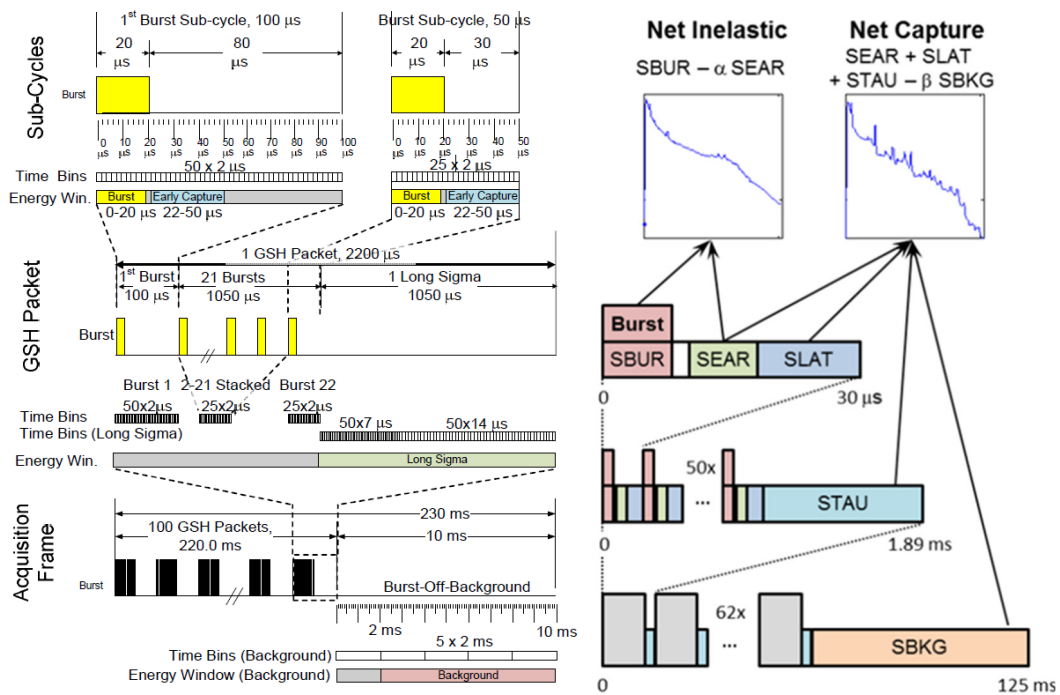 Sub-Cycles
1st Burst Sub-cycle, 100 µs
20 µs
80 µs
Burst Sub-cycle, 50 µs
20 µs
30 µs
Burst
0 µs 10 µs 20 µs 30 µs 40 µs 50 µs 60 µs 70 µs 80 µs 90 µs 100 µs
0 µs 10 µs 20 µs 30 µs 40 µs 50 µs
Time Bins
50 x 2 µs
25 x 2 µs
Energy Win.
Burst
Early Capture
Burst
Early Capture
0-20 µs 22-50 µs
0-20 µs 22-50 µs
GSH Packet
1 GSH Packet, 2200 µs
1st Burst
100 µs
21 Bursts
1050 µs
1 Long Sigma
1050 µs
Burst
Burst 1 2-21 Stacked Burst 22
50x2µs 25x2µs 25x2µs
Time Bins
Time Bins (Long Sigma)
50x7 µs
50x14 µs
Energy Win.
Long Sigma
Acquisition Frame
230 ms
100 GSH Packets,
220.0 ms
10 ms
Burst
Burst-Off-Background
2 ms
10 ms
5 x 2 ms
Time Bins (Background)
Energy Window (Background)
Background
Net Inelastic
SBUR – α SEAR
Net Capture
SEAR + SLAT
+ STAU – β SBKG
Burst
SBUR
SEAR
SLAT
0
30 µs
50x
...
STAU
0
1.89 ms
62x
...
SBKG
0
125 ms